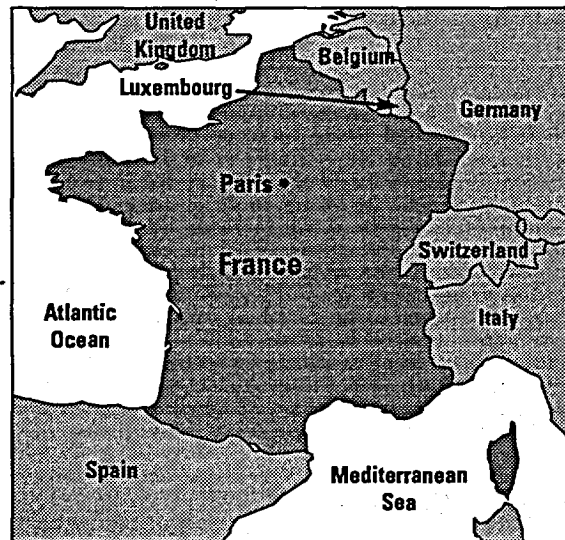 United
Kingdom
Belgium
Luxembourg
Germany
Paris
France
Switzerland
Atlantic
Ocean
Italy
Spain
Mediterranean
Sea